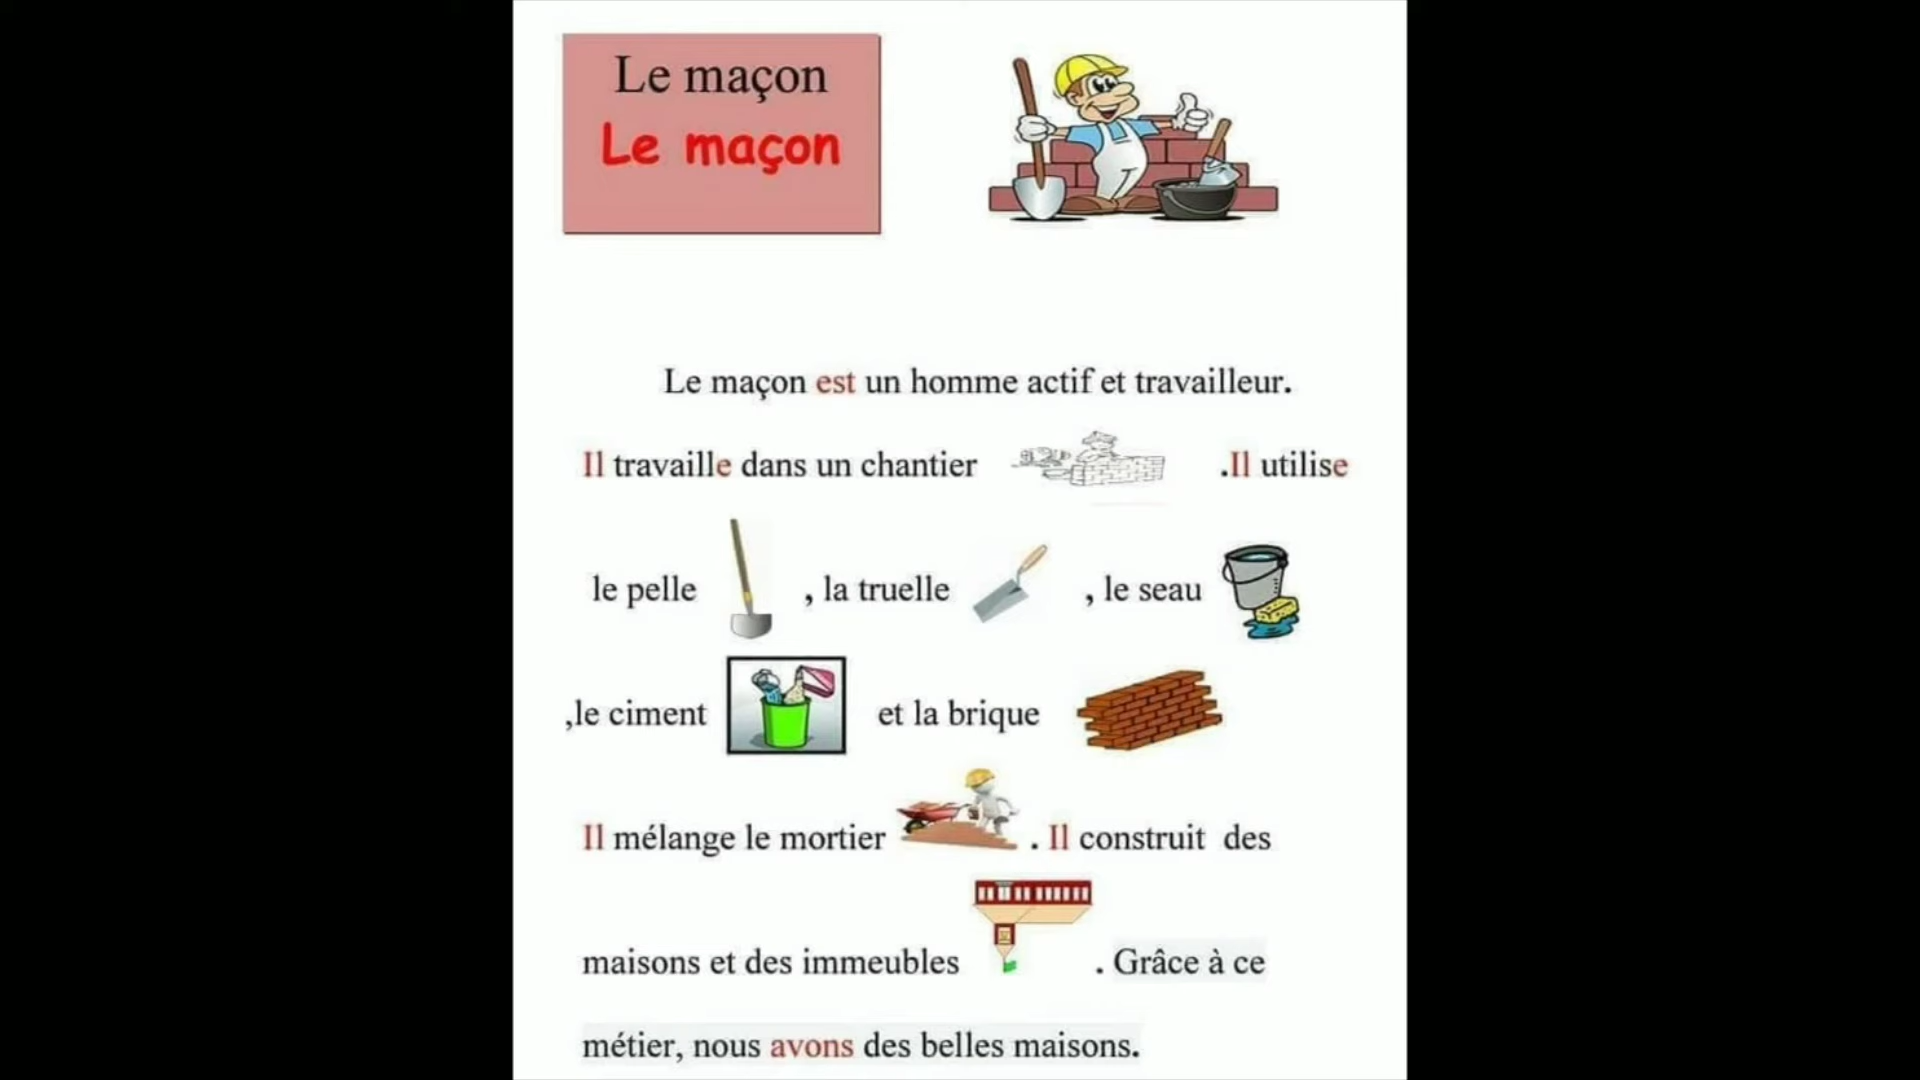 Le maçon
Le maçon
Le maçon est un homme actif et travailleur.
Il travaille dans un chantier .Il utilise
le pelle , la truelle , le seau
,le ciment et la brique
Il mélange le mortier . Il construit des
maisons et des immeubles . Grâce à ce
métier, nous avons des belles maisons.